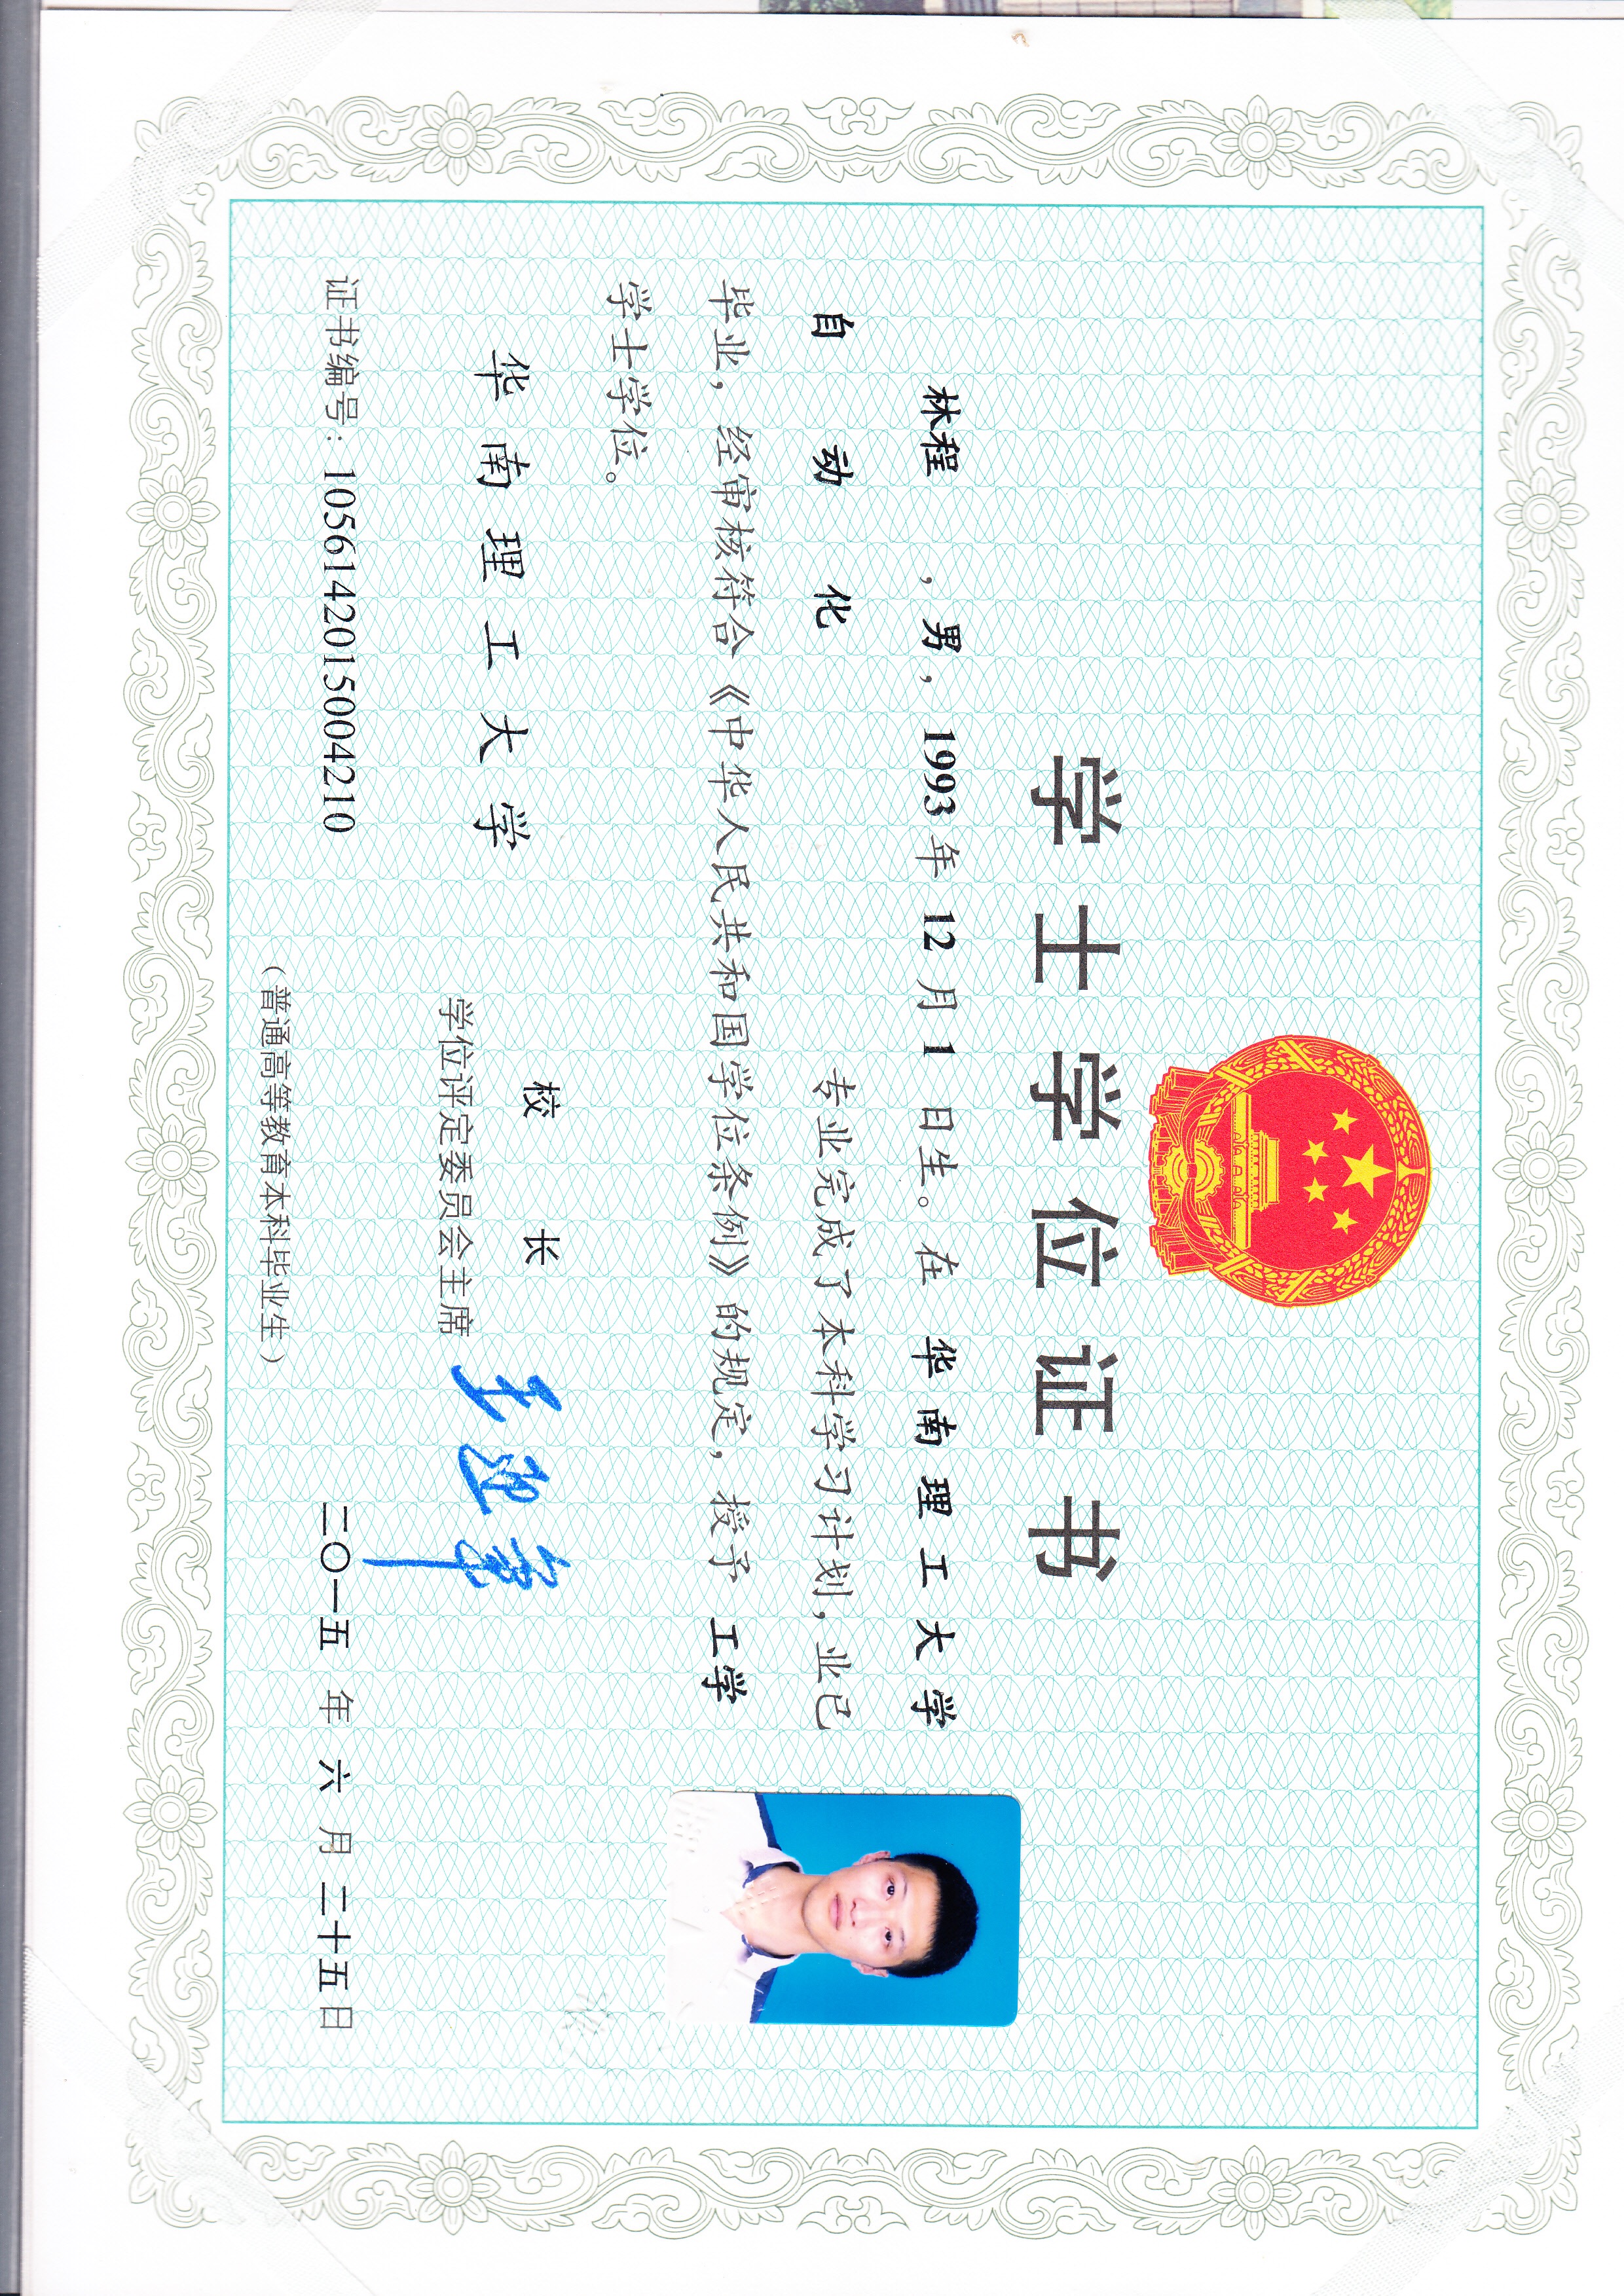 学士学位证书
林程，男，1993年12月1日生。在华南理工大学
自动化专业完成了本科学习计划，业已
毕业，经审核符合《中华人民共和国学位条例》的规定，授予工学
学士学位。
华南理工大学
校长
学位评定委员会主席
王迎军
证书编号：1056142015004210
二〇一五年六月二十五日
（普通高等教育本科毕业生）